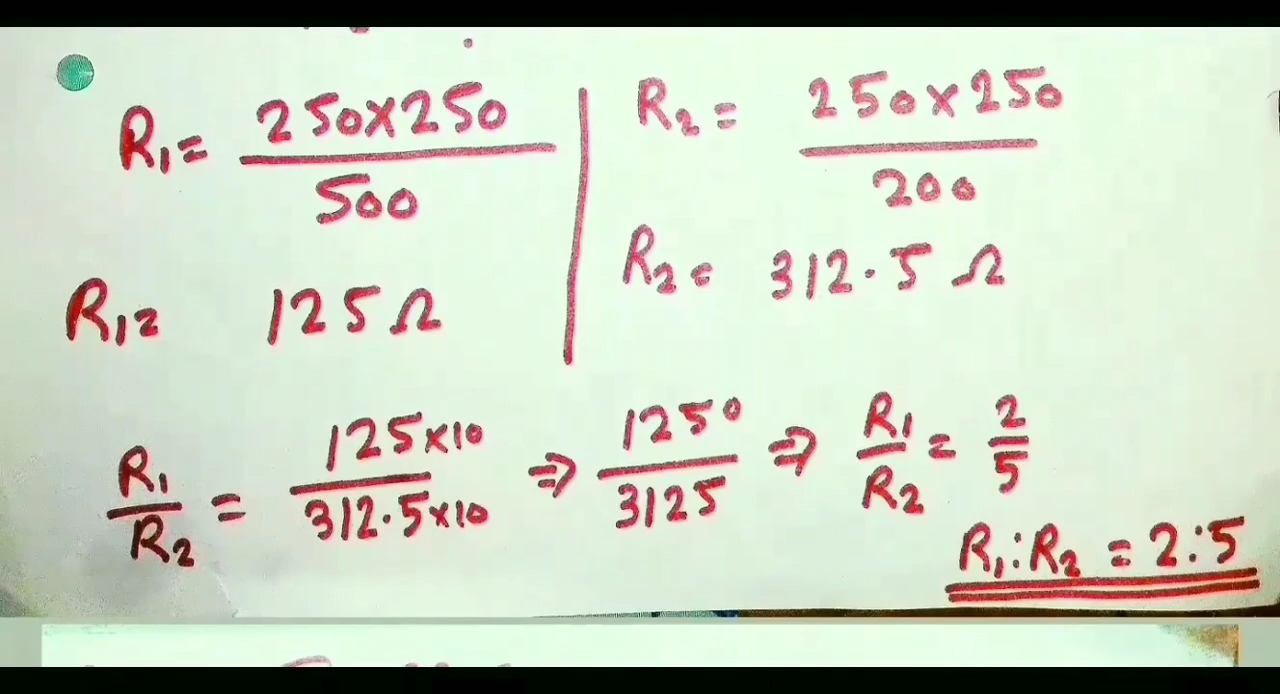 R₁= 250×250 / 500
R₁= 125Ω
R₂= 250×250 / 200
R₂= 312.5 Ω
R₁/R₂ = 125×10 / 312.5×10 ⇒ 1250 / 3125 ⇒ R₁/R₂ = 2/5
R₁:R₂ = 2:5